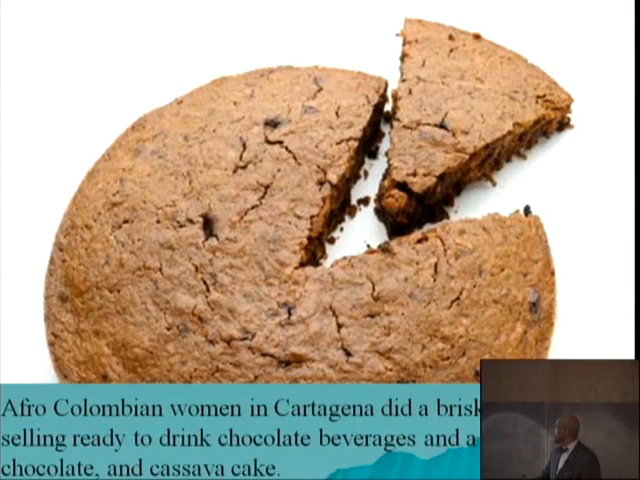 Afro Colombian women in Cartagena did a brisk
selling ready to drink chocolate beverages and a
chocolate, and cassava cake.